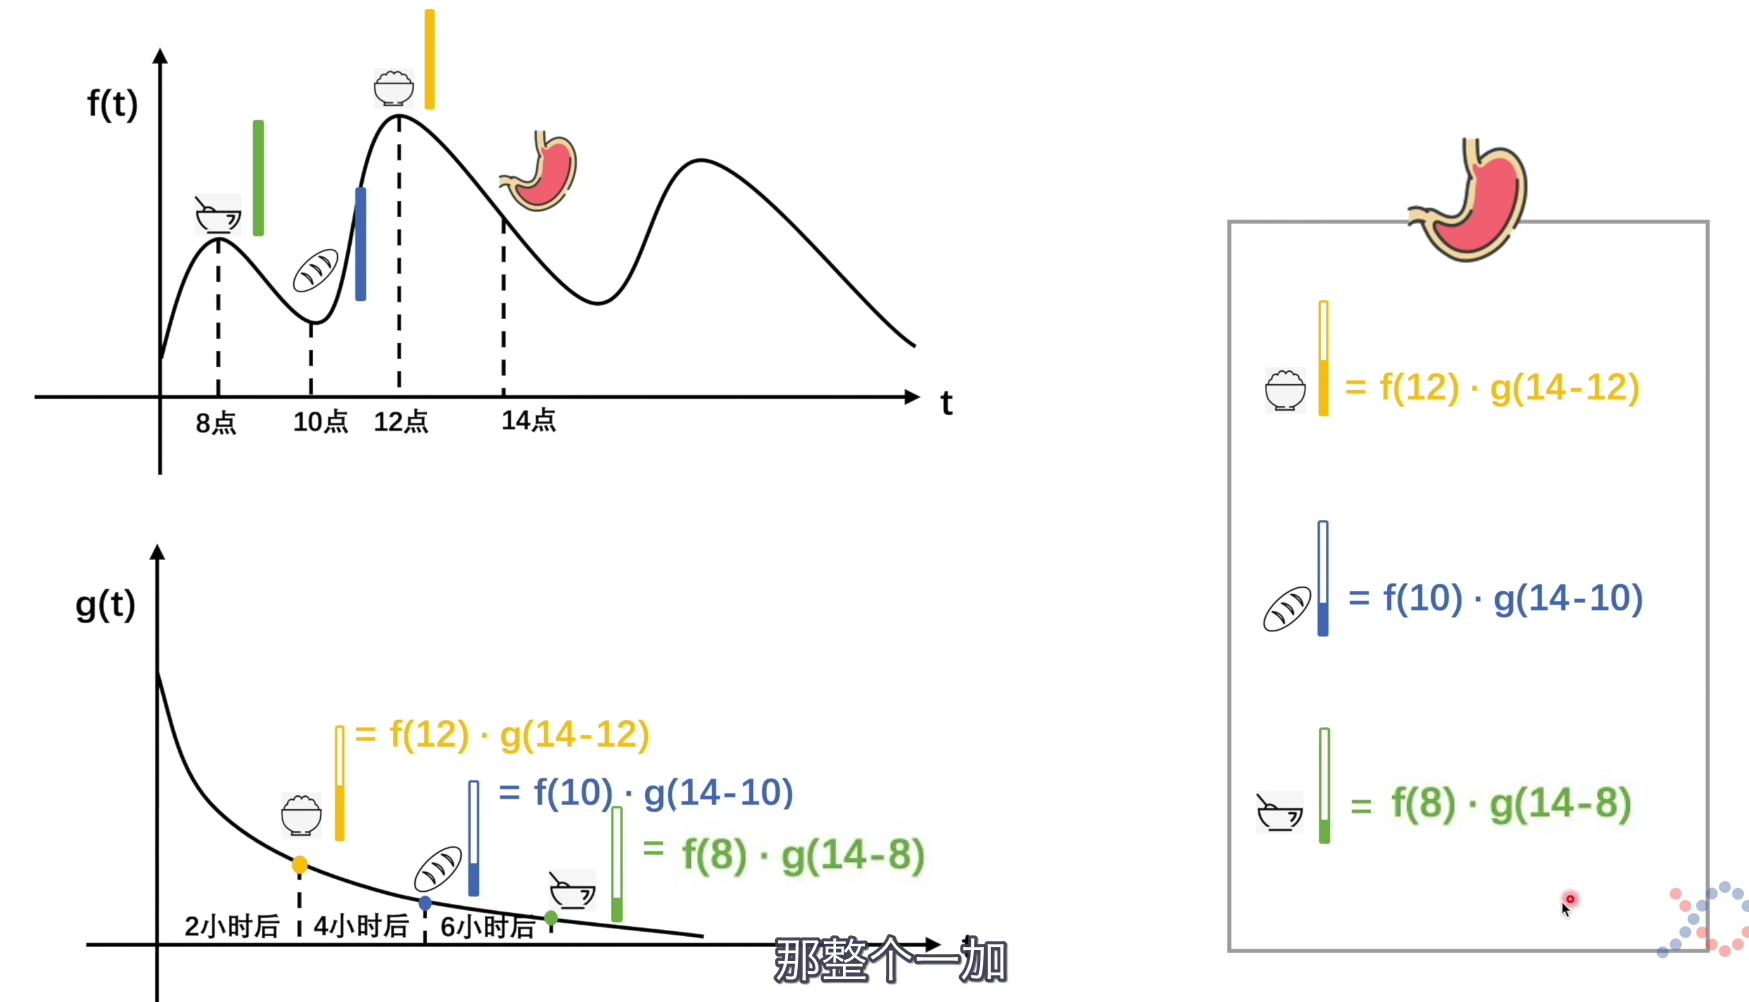 f(t)
8点 10点 12点 14点
t
g(t)
= f(12) · g(14-12)
= f(10) · g(14-10)
= f(8) · g(14-8)
2小时后 4小时后 6小时后
= f(12) · g(14-12)
= f(10) · g(14-10)
= f(8) · g(14-8)
那整个一加